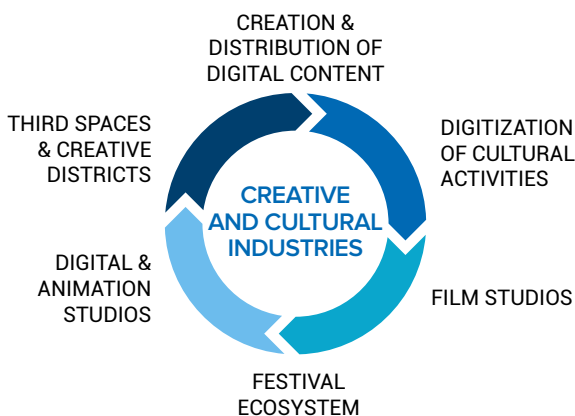 CREATION &
DISTRIBUTION OF
DIGITAL CONTENT
DIGITIZATION
OF CULTURAL
ACTIVITIES
FILM STUDIOS
FESTIVAL
ECOSYSTEM
DIGITAL &
ANIMATION
STUDIOS
THIRD SPACES
& CREATIVE
DISTRICTS
CREATIVE
AND CULTURAL
INDUSTRIES